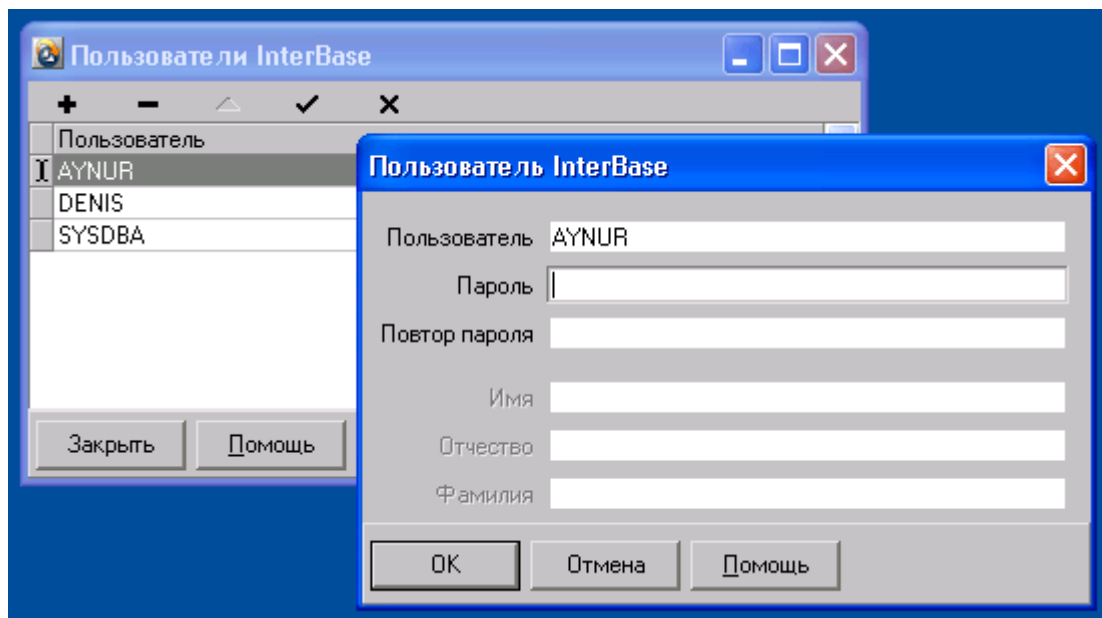 Пользователи InterBase
Пользователь
AYNUR
DENIS
SYSDBA
Закрыть
Помощь
Пользователь InterBase
Пользователь AYNUR
Пароль
Повтор пароля
Имя
Отчество
Фамилия
OK
Отмена
Помощь